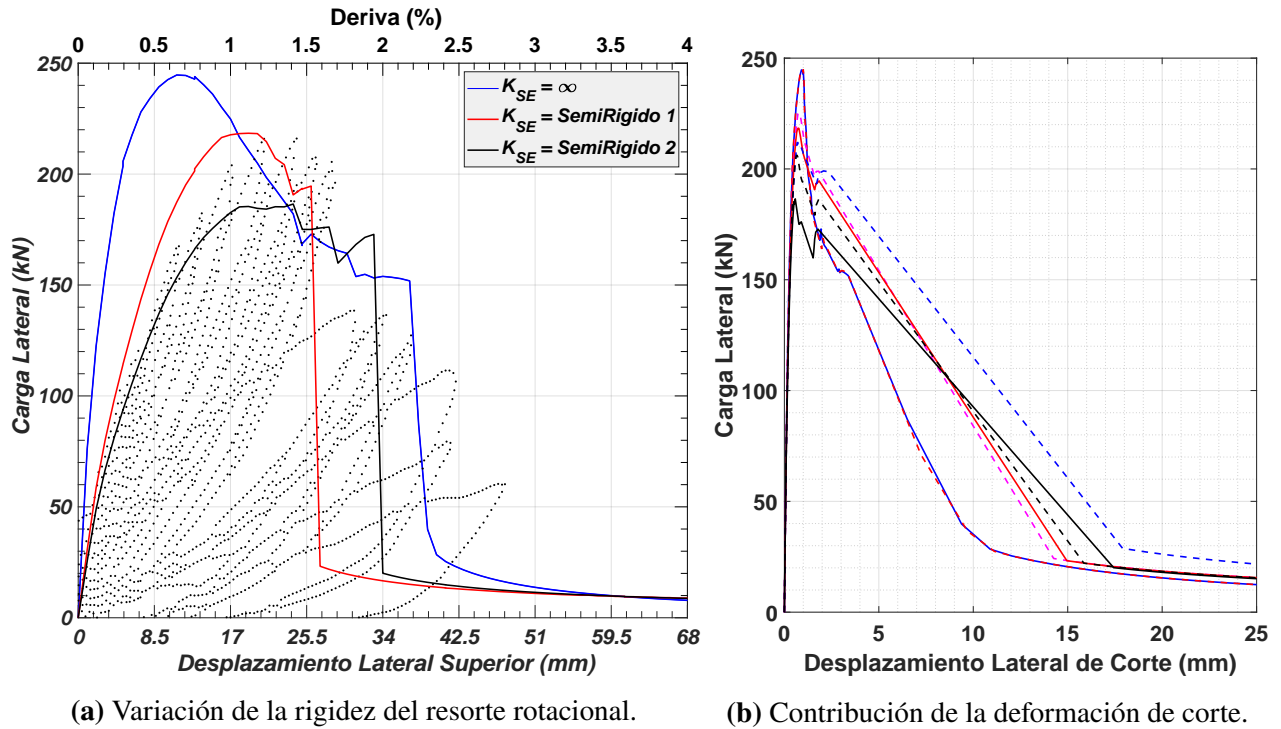 Deriva (%)
0 0.5 1 1.5 2 2.5 3 3.5 4
250
200
150
100
50
0
Carga Lateral (kN)
K_SE = ∞
K_SE = SemiRigido 1
K_SE = SemiRigido 2
0 8.5 17 25.5 34 42.5 51 59.5 68
Desplazamiento Lateral Superior (mm)
(a) Variación de la rigidez del resorte rotacional.
250
200
150
100
50
0
Carga Lateral (kN)
0 5 10 15 20 25
Desplazamiento Lateral de Corte (mm)
(b) Contribución de la deformación de corte.